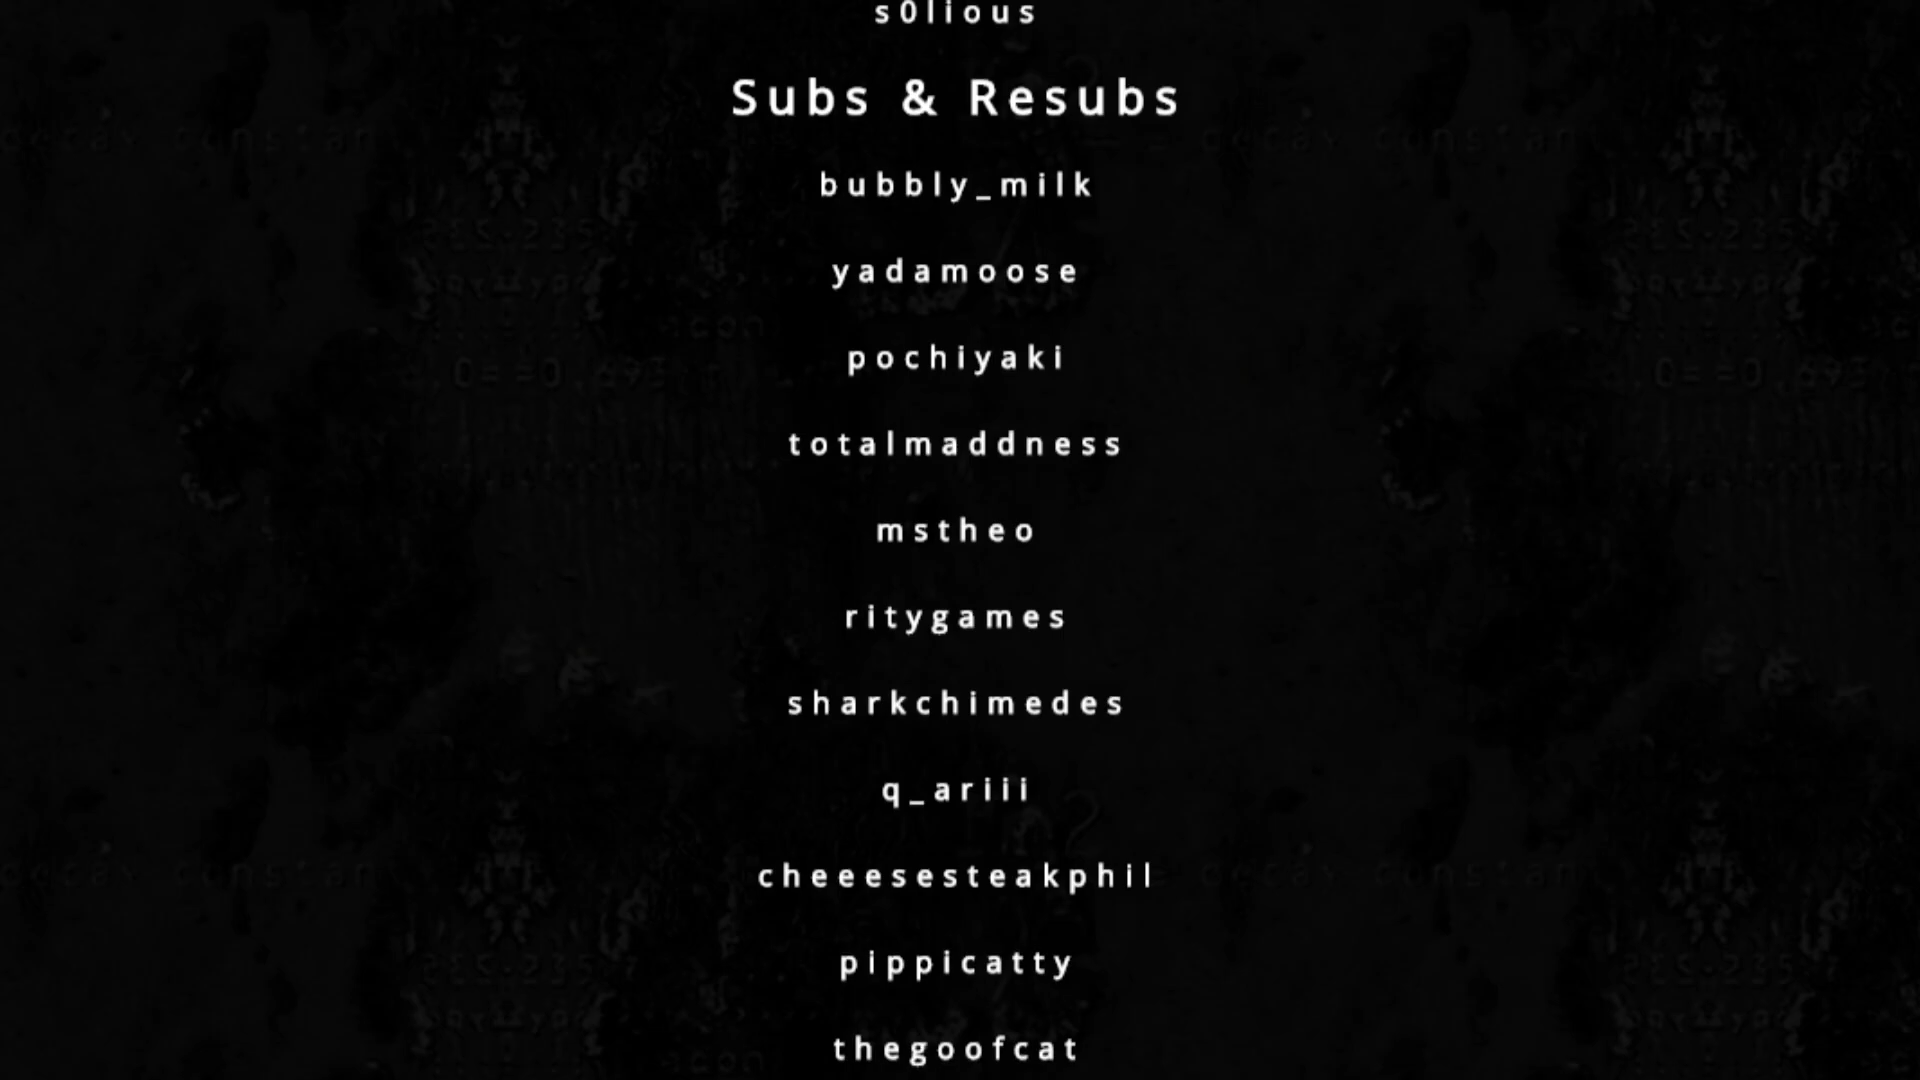 s0lious
Subs & Resubs
bubbly_milk
yadamoose
pochiyaki
totalmaddness
mstheo
ritygames
sharkchimedes
q_ariii
cheeesesteakphil
pippicatty
thegoofcat